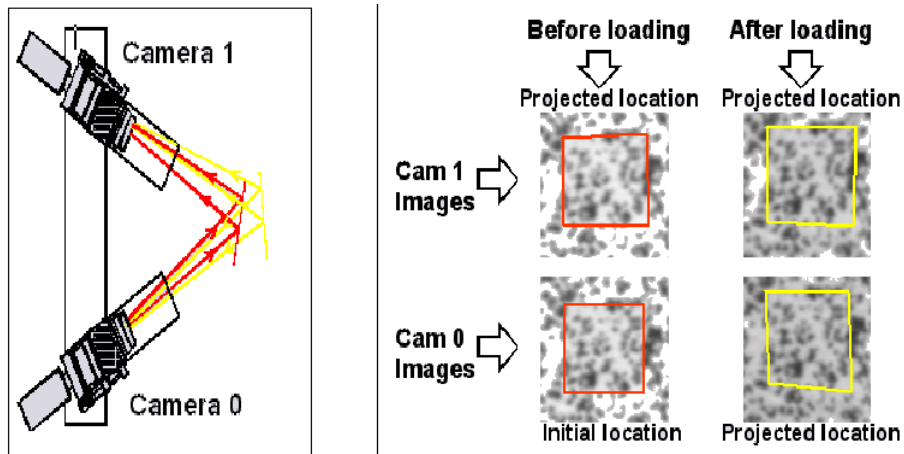 Camera 1
Camera 0
Before loading
After loading
Projected location
Projected location
Cam 1
Images
Cam 0
Images
Initial location
Projected location